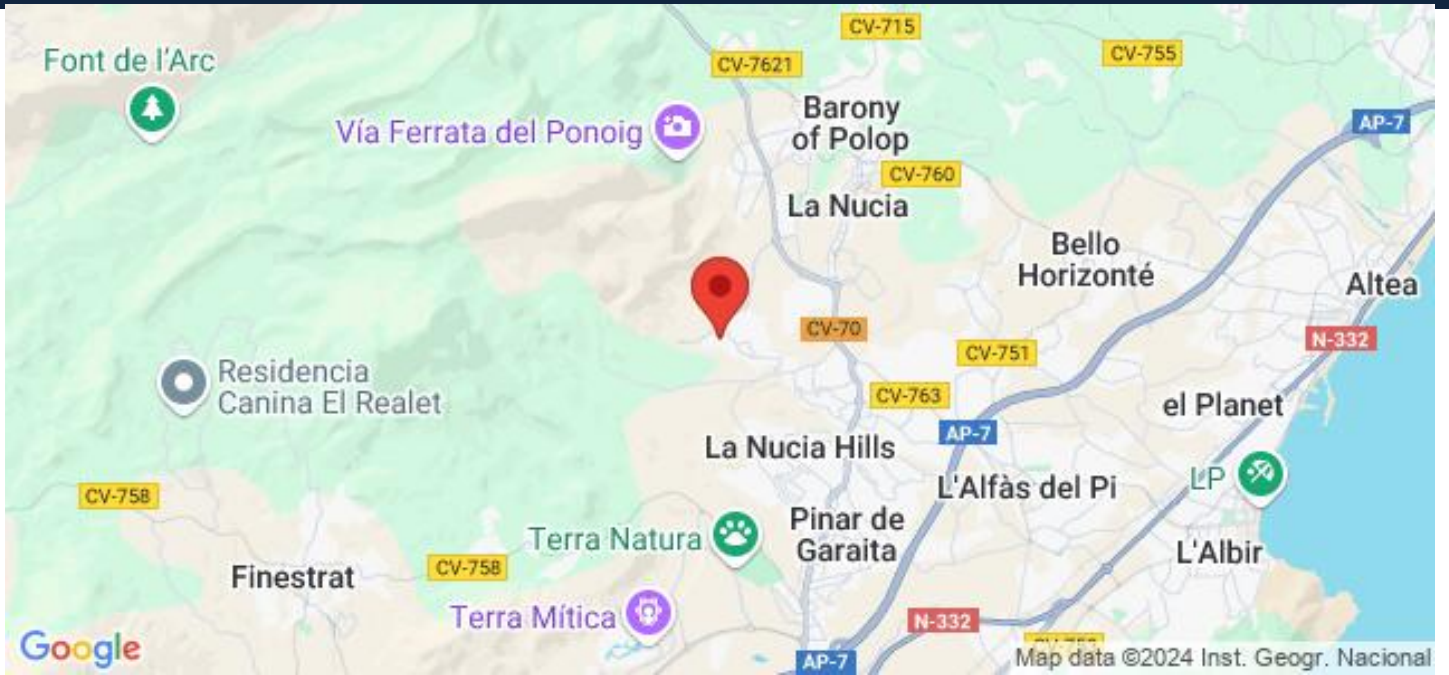 CV-715
Font de l'Arc
CV-7621
CV-755
Barony
of Polop
AP-7
Vía Ferrata del Ponoig
CV-760
La Nucia
Bello
Horizonté
Altea
CV-70
N-332
CV-751
Residencia
Canina El Realet
CV-763
el Planet
AP-7
La Nucia Hills
LP
L'Alfàs del Pi
CV-758
Pinar de
Garaita
Terra Natura
L'Albir
Finestrat
CV-758
Terra Mítica
N-332
Google
AP-7
Map data ©2024 Inst. Geogr. Nacional